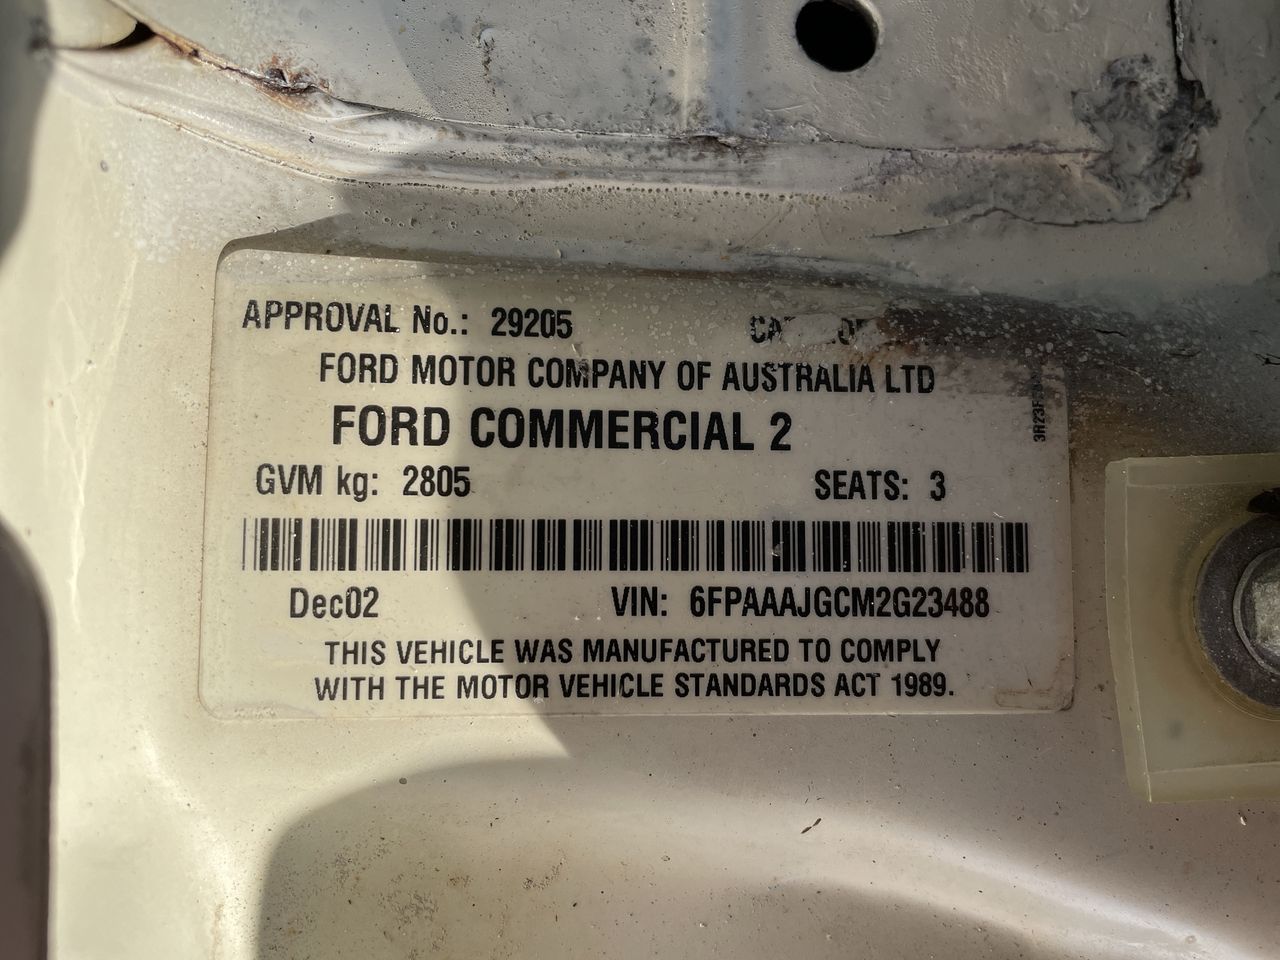 APPROVAL No.: 29205
FORD MOTOR COMPANY OF AUSTRALIA LTD
FORD COMMERCIAL 2
GVM kg: 2805 SEATS: 3
Dec02 VIN: 6FPAAAJGCM2G23488
THIS VEHICLE WAS MANUFACTURED TO COMPLY
WITH THE MOTOR VEHICLE STANDARDS ACT 1989.